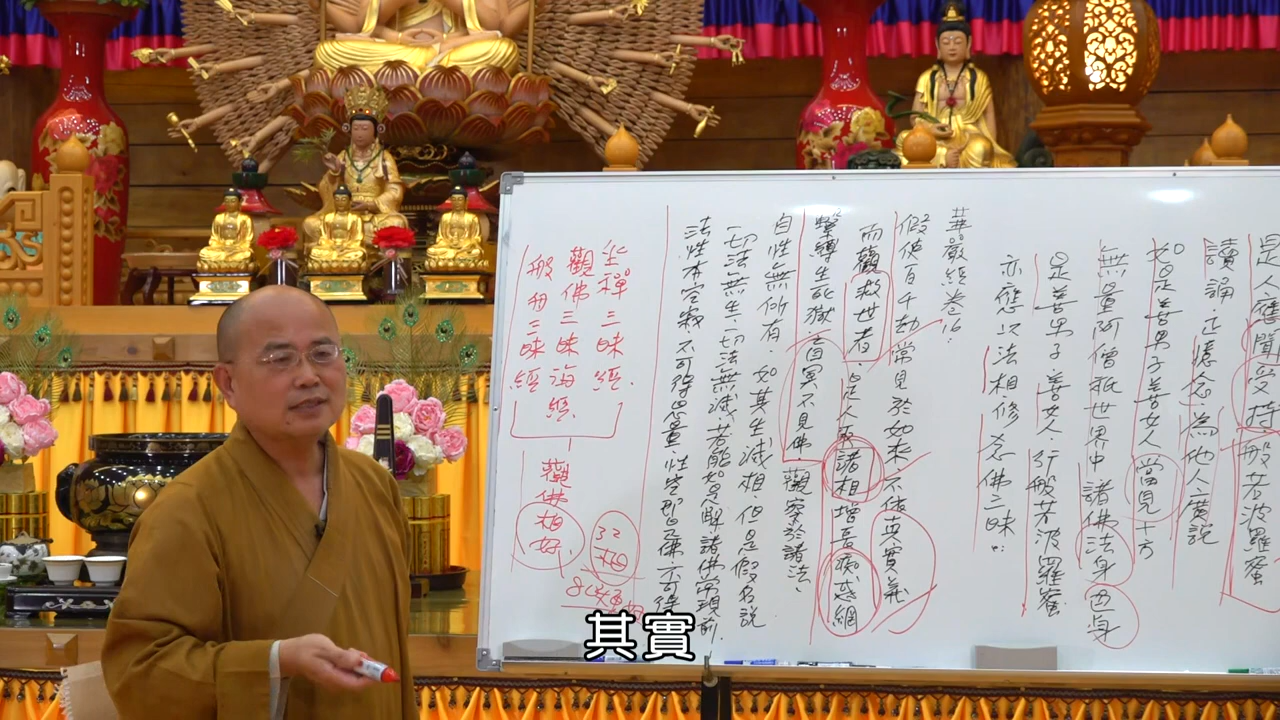 是人應聞受持般若波羅蜜
讀誦正憶念為他人廣說
如是善男子善女人當見十方
無量阿僧祇世界中諸佛法身色身
是善男子善女人行般若波羅蜜
亦應以法相修念佛三昧
華嚴經卷16
假使百千劫常見於如來不依真實義
而觀救世者是人取諸相增長癡惑網
繫縛生死獄盲冥不見佛觀察於諸法
自性無所有如其生滅相但是假名說
一切法無生一切法無滅若能如是解諸佛常現前
法性本空寂不可得思量性空即是佛不可得
坐禪三昧經
觀佛三昧海經
般舟三昧經
觀佛相好
32相
其實